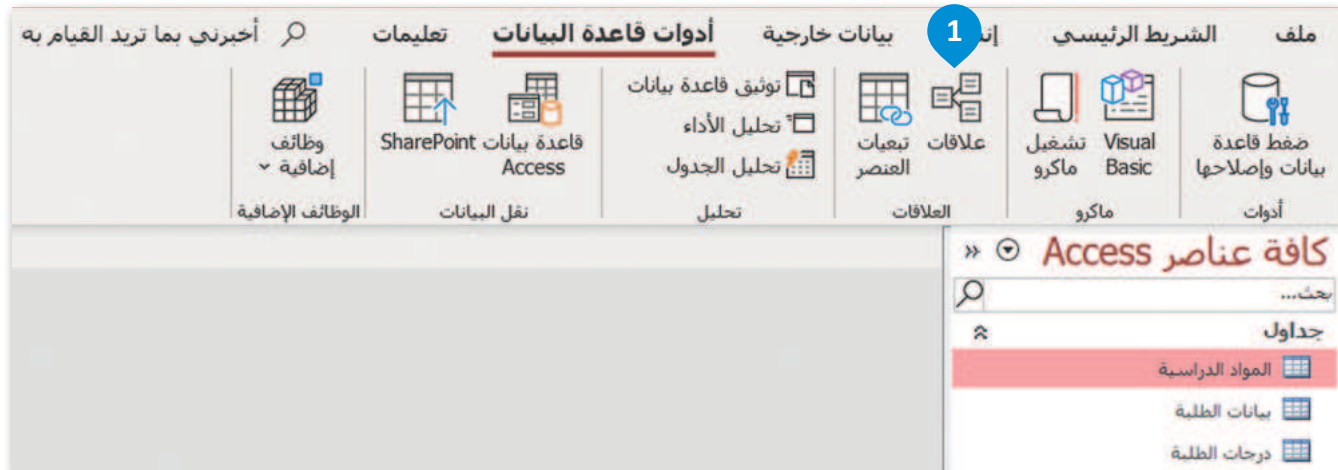 ملف الشريط الرئيسي 1 بيانات خارجية أدوات قاعدة البيانات تعليمات أخبرني بما تريد القيام به
ضغط قاعدة
بيانات وإصلاحها
Visual
Basic
تشغيل
ماكرو
علاقات
تبعيات
العنصر
توثيق قاعدة بيانات
تحليل الأداء
تحليل الجدول
قاعدة بيانات
Access
SharePoint
وظائف
إضافية
أدوات ماكرو العلاقات تحليل نقل البيانات الوظائف الإضافية
كافة عناصر Access
بحث...
جداول
المواد الدراسية
بيانات الطلبة
درجات الطلبة